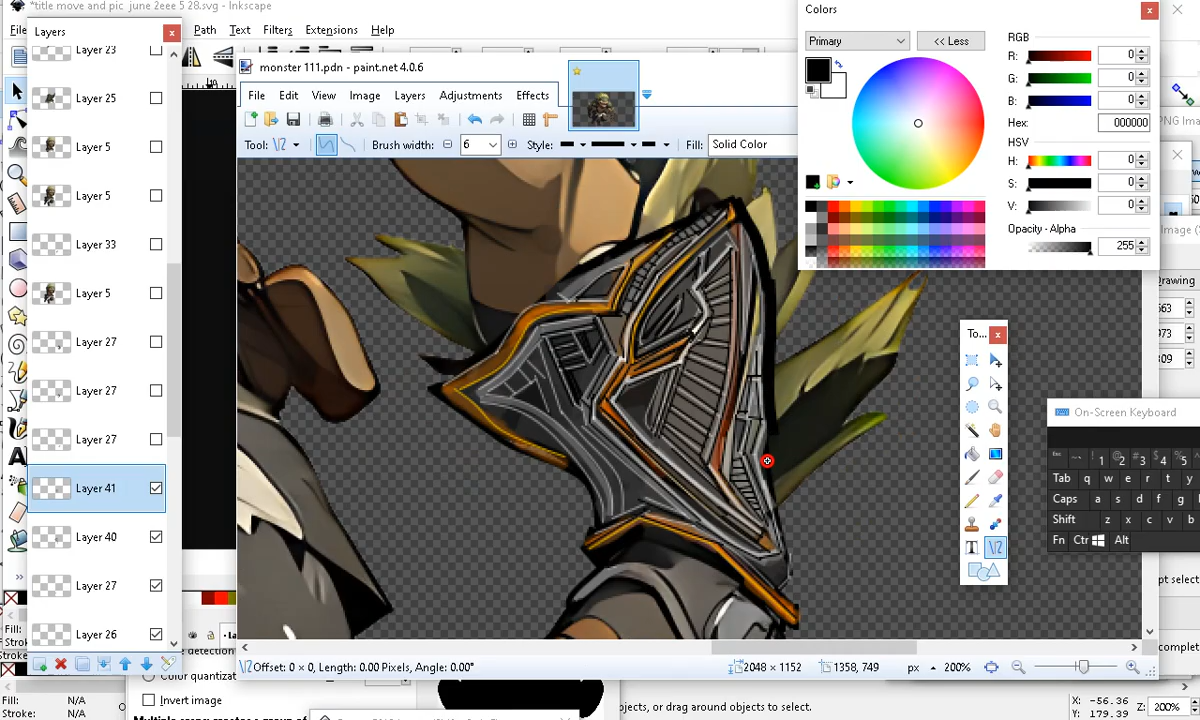 *title move and pic june 2eee 5 28.svg - Inkscape
Path Text Filters Extensions Help
Layers
Layer 23
Layer 25
Layer 5
Layer 5
Layer 33
Layer 5
Layer 27
Layer 27
Layer 27
Layer 41
Layer 40
Layer 27
Layer 26
monster 111.pdn - paint.net 4.0.6
File Edit View Image Layers Adjustments Effects
Tool: Brush width: 6 Style: Fill: Solid Color
Colors
Primary << Less
RGB
R: 0
G: 0
B: 0
Hex: 000000
HSV
H: 0
S: 0
V: 0
Opacity - Alpha
255
To...
On-Screen Keyboard
Tab q w e r t y
Caps a s d f g
Shift z x c v b
Fn Ctr Alt
Offset: 0 × 0, Length: 0.00 Pixels, Angle: 0.00° 2048 × 1152 1358, 749 px 200%
Fill: N/A
Stroke: N/A
Color quantiza
Invert image
bjects, or drag around objects to select.
X: -56.36
Y: 179.39
Z: 200%